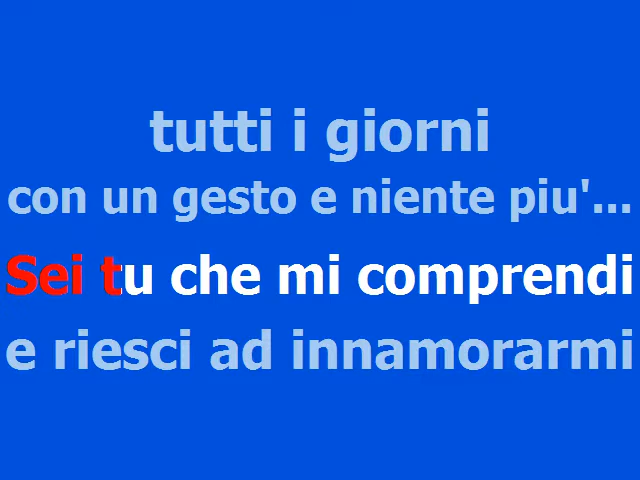 tutti i giorni
con un gesto e niente piu'...
Sei tu che mi comprendi
e riesci ad innamorarmi